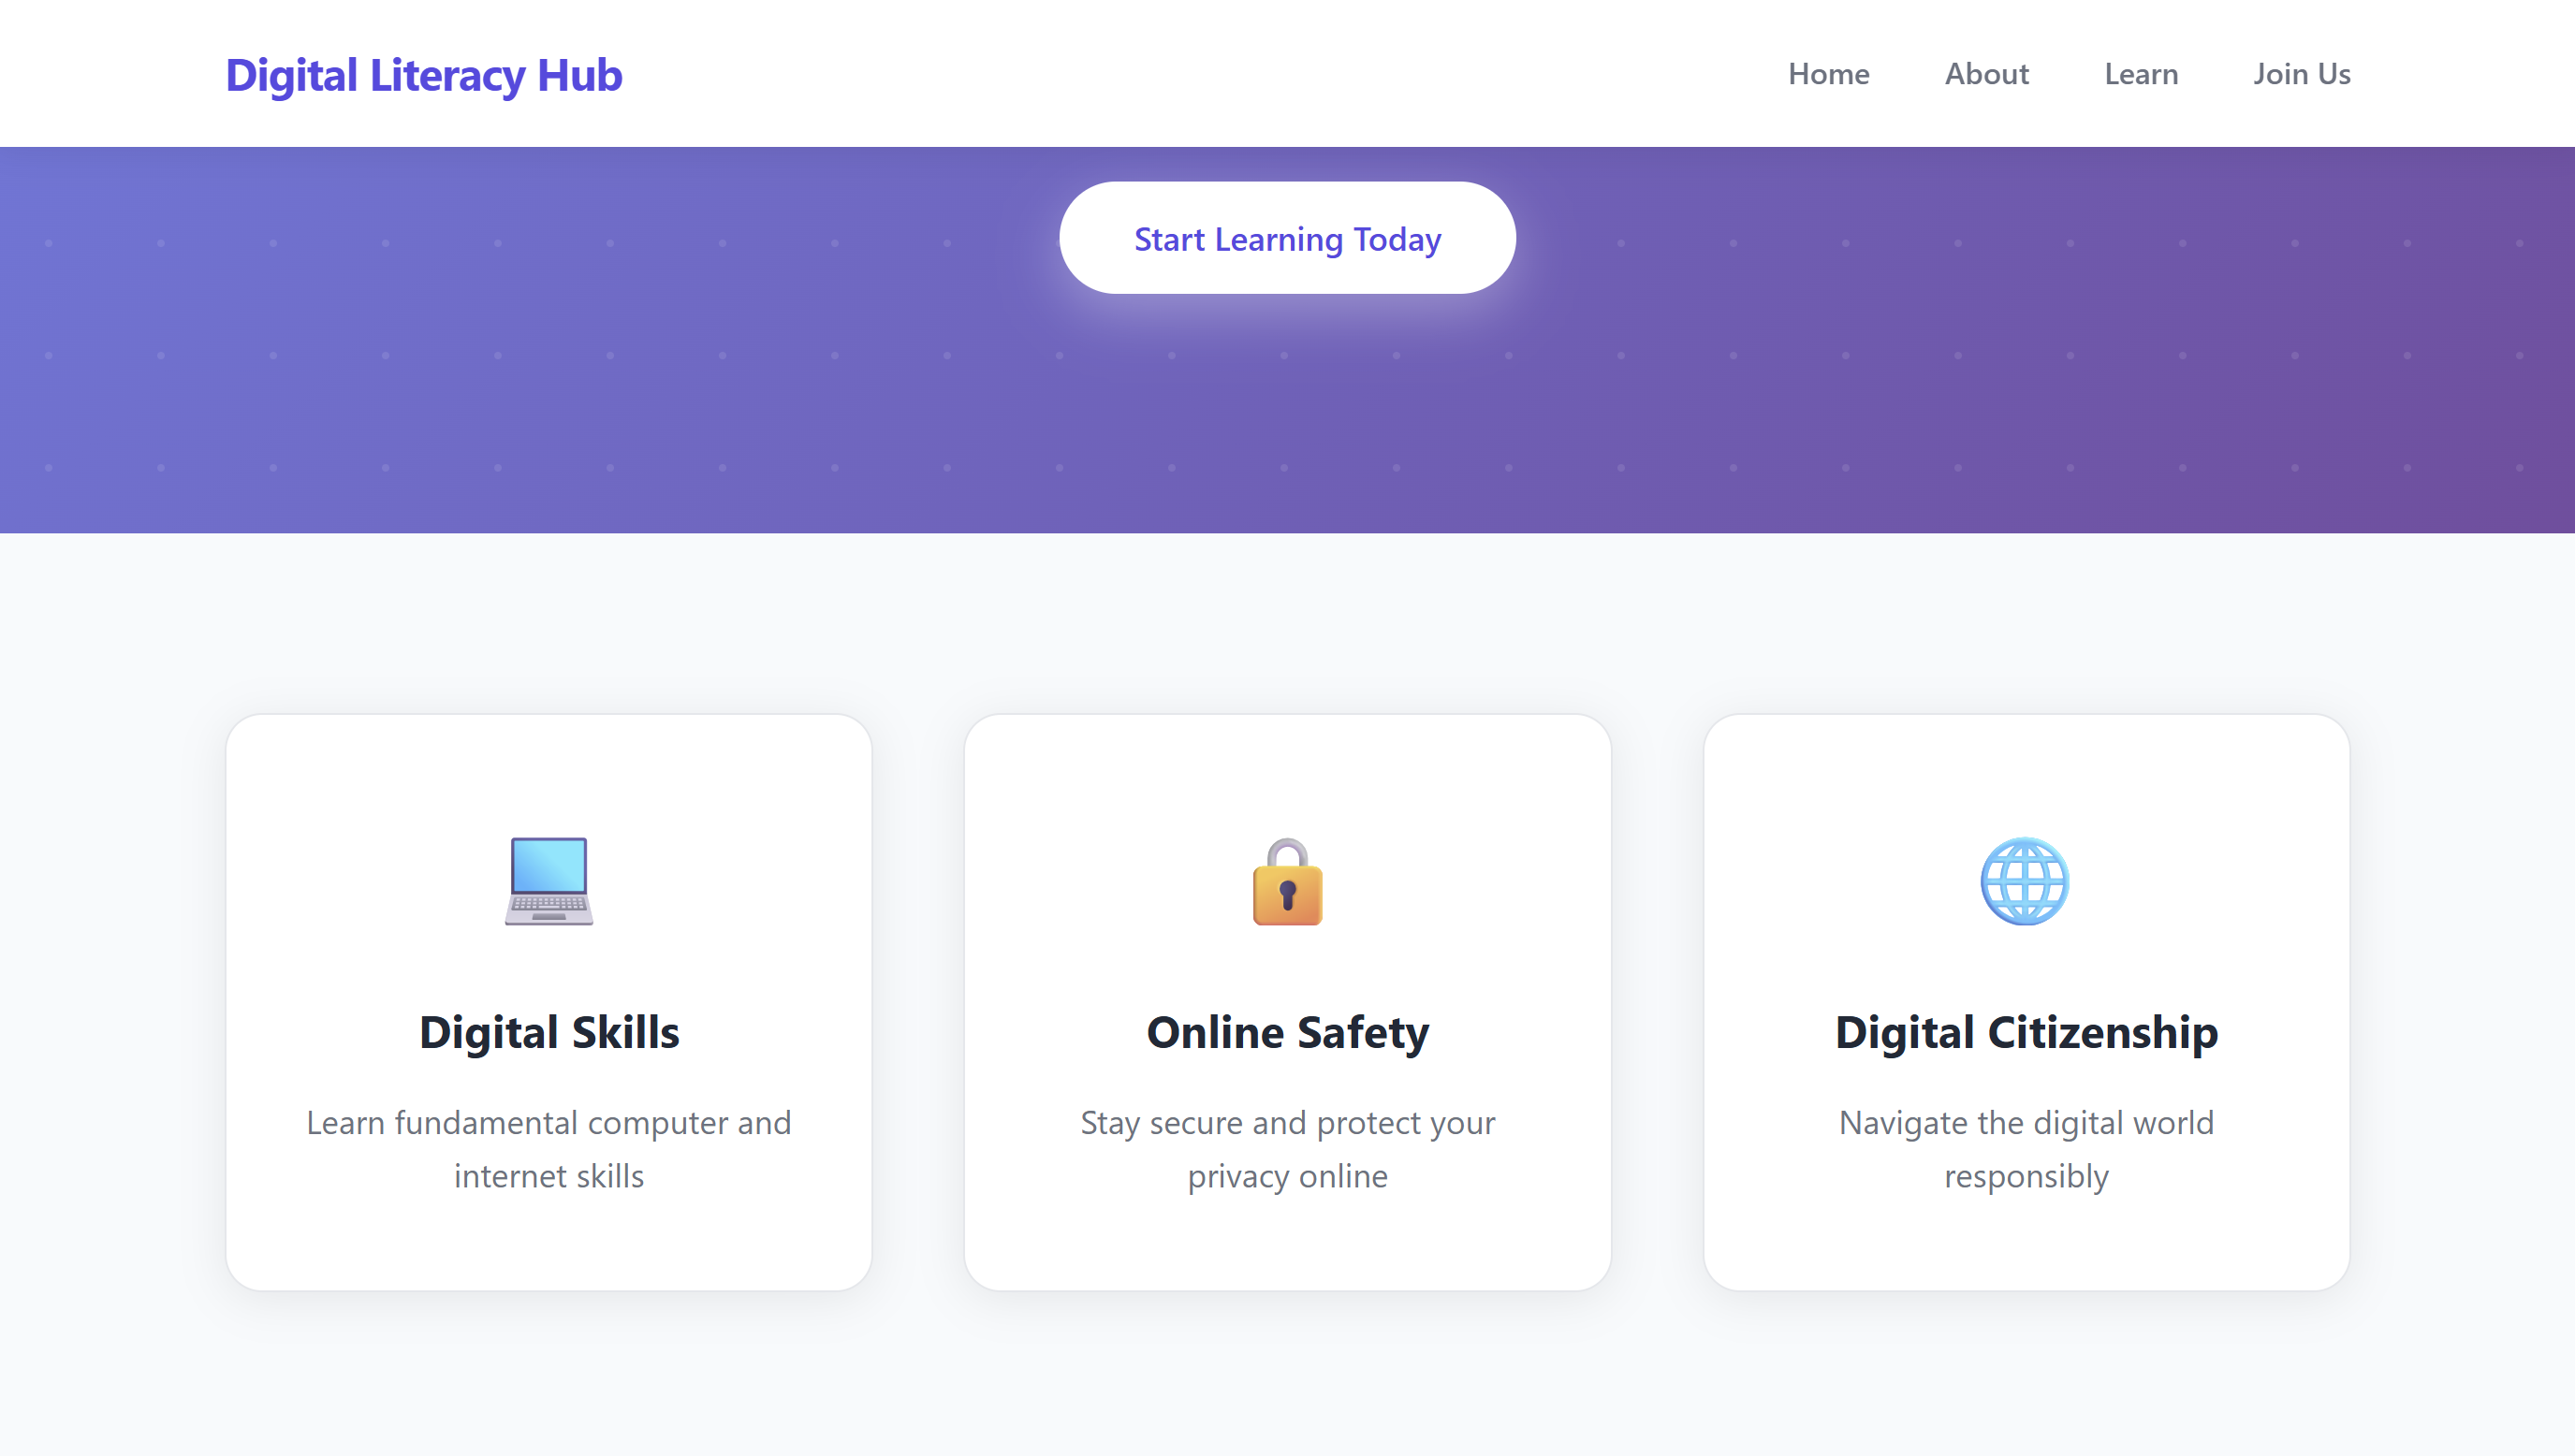 Digital Literacy Hub
Home
About
Learn
Join Us
Start Learning Today
Digital Skills
Learn fundamental computer and
internet skills
Online Safety
Stay secure and protect your
privacy online
Digital Citizenship
Navigate the digital world
responsibly